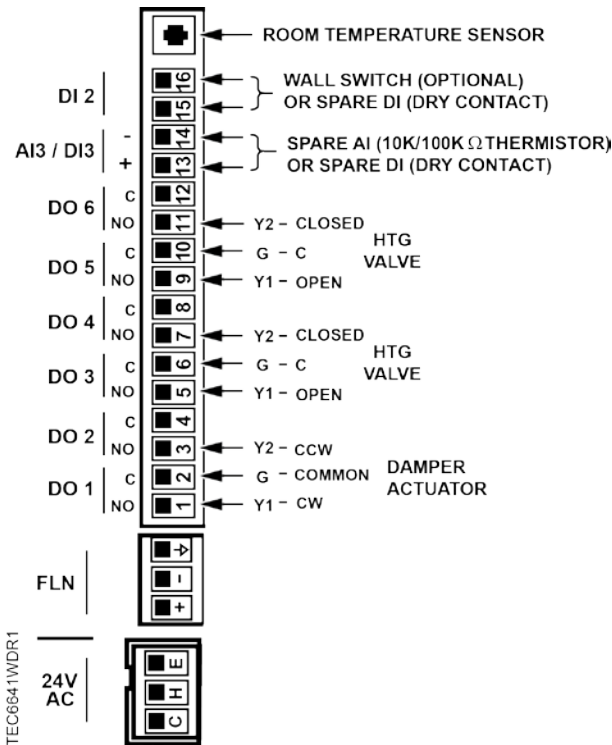 ROOM TEMPERATURE SENSOR
DI 2
16
15
WALL SWITCH (OPTIONAL)
OR SPARE DI (DRY CONTACT)
AI3 / DI3
-
+
14
13
SPARE AI (10K/100K Ω THERMISTOR)
OR SPARE DI (DRY CONTACT)
DO 6
C
12
NO
11
Y2 - CLOSED
DO 5
C
10
G - C
NO
9
Y1 - OPEN
HTG
VALVE
DO 4
C
8
NO
7
Y2 - CLOSED
DO 3
C
6
G - C
NO
5
Y1 - OPEN
HTG
VALVE
DO 2
C
4
NO
3
Y2 - CCW
DO 1
C
2
G - COMMON
NO
1
Y1 - CW
DAMPER
ACTUATOR
FLN
-
+
24V
AC
E
H
C
TEC6641WDR1